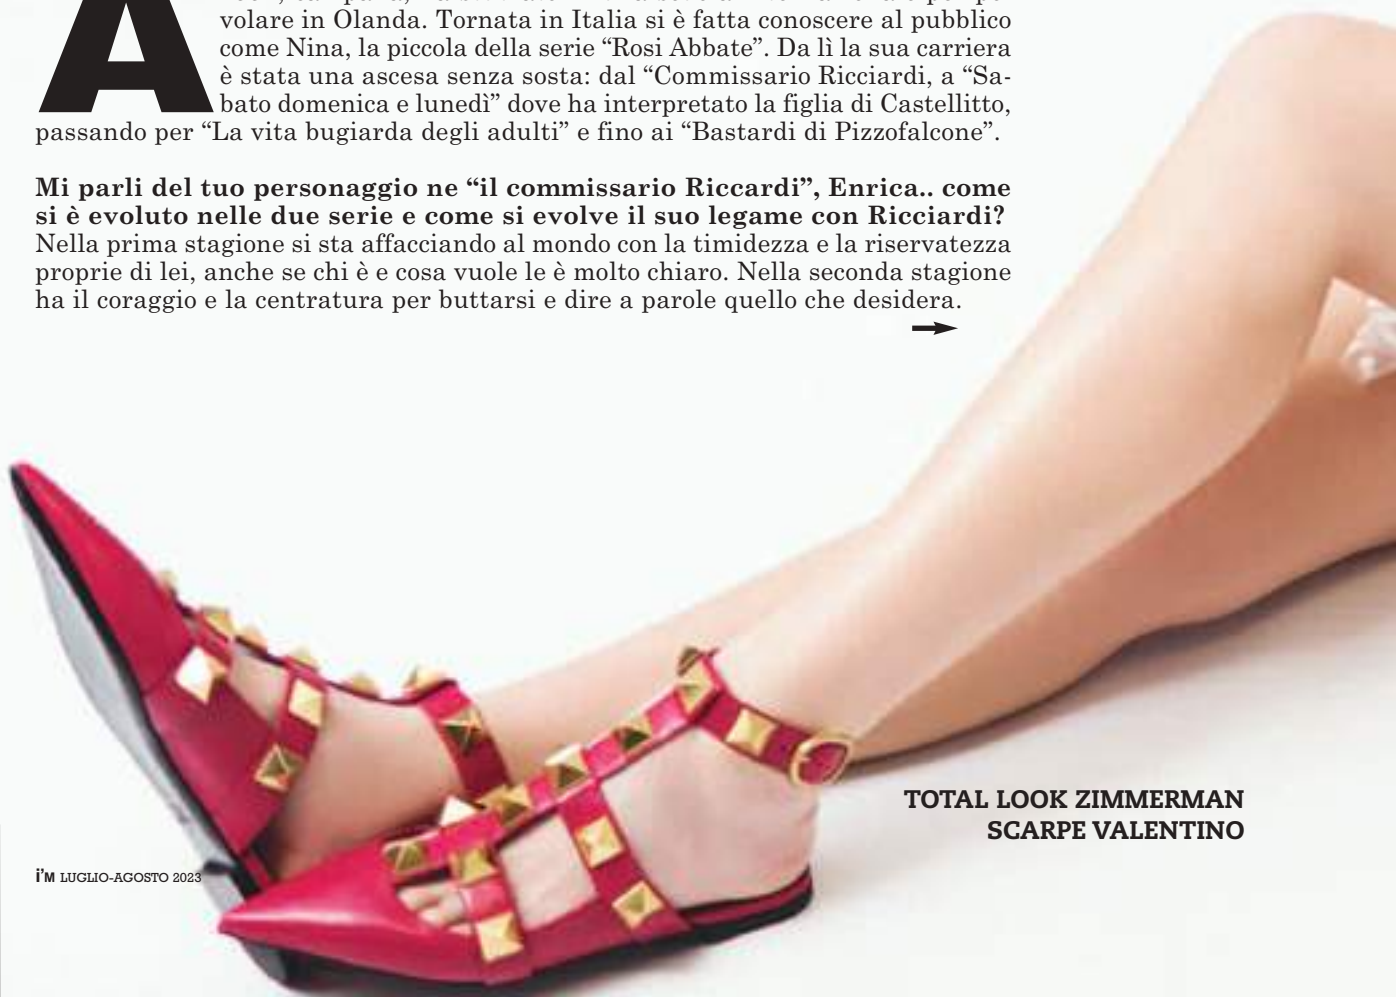 A volare in Olanda. Tornata in Italia si è fatta conoscere al pubblico
come Nina, la piccola della serie “Rosi Abbate”. Da lì la sua carriera
è stata una ascesa senza sosta: dal “Commissario Ricciardi, a “Sa-
bato domenica e lunedì” dove ha interpretato la figlia di Castellitto,
passando per “La vita bugiarda degli adulti” e fino ai “Bastardi di Pizzofalcone”.
Mi parli del tuo personaggio ne “il commissario Riccardi”, Enrica.. come
si è evoluto nelle due serie e come si evolve il suo legame con Ricciardi?
Nella prima stagione si sta affacciando al mondo con la timidezza e la riservatezza
proprie di lei, anche se chi è e cosa vuole le è molto chiaro. Nella seconda stagione
ha il coraggio e la centratura per buttarsi e dire a parole quello che desidera.
TOTAL LOOK ZIMMERMAN
SCARPE VALENTINO
i'M LUGLIO-AGOSTO 2023